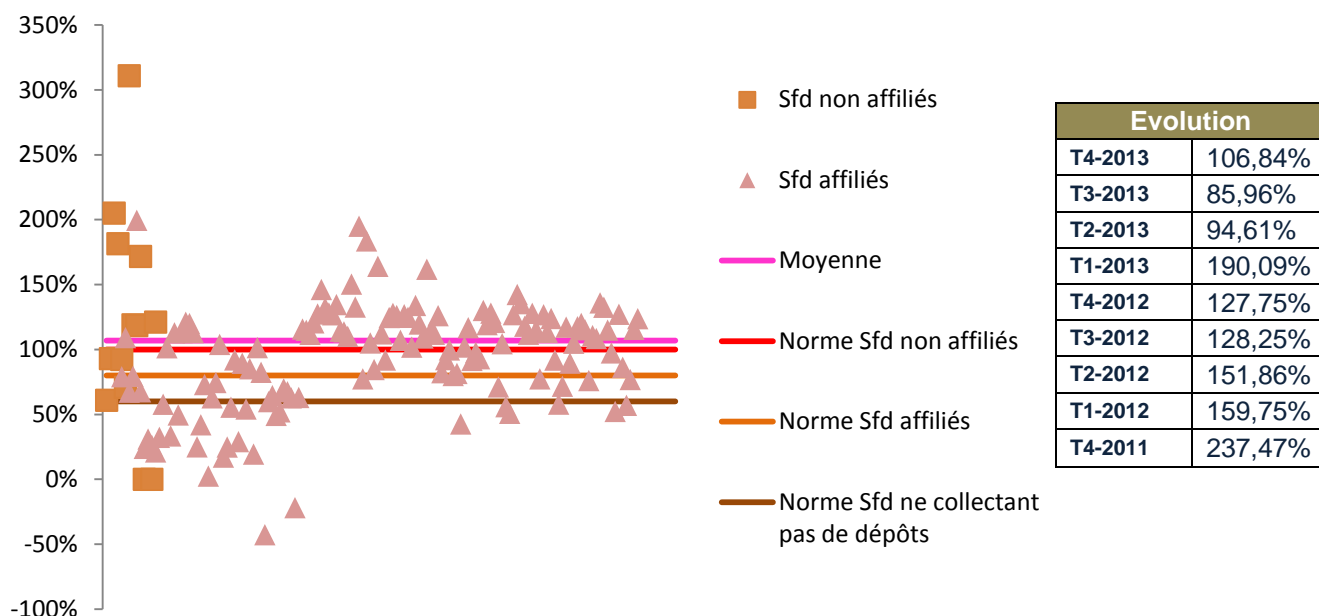 350%
300%
250%
200%
150%
100%
50%
0%
-50%
-100%
Sfd non affiliés
Sfd affiliés
Moyenne
Norme Sfd non affiliés
Norme Sfd affiliés
Norme Sfd ne collectant
pas de dépôts
Evolution
T4-2013 106,84%
T3-2013 85,96%
T2-2013 94,61%
T1-2013 190,09%
T4-2012 127,75%
T3-2012 128,25%
T2-2012 151,86%
T1-2012 159,75%
T4-2011 237,47%